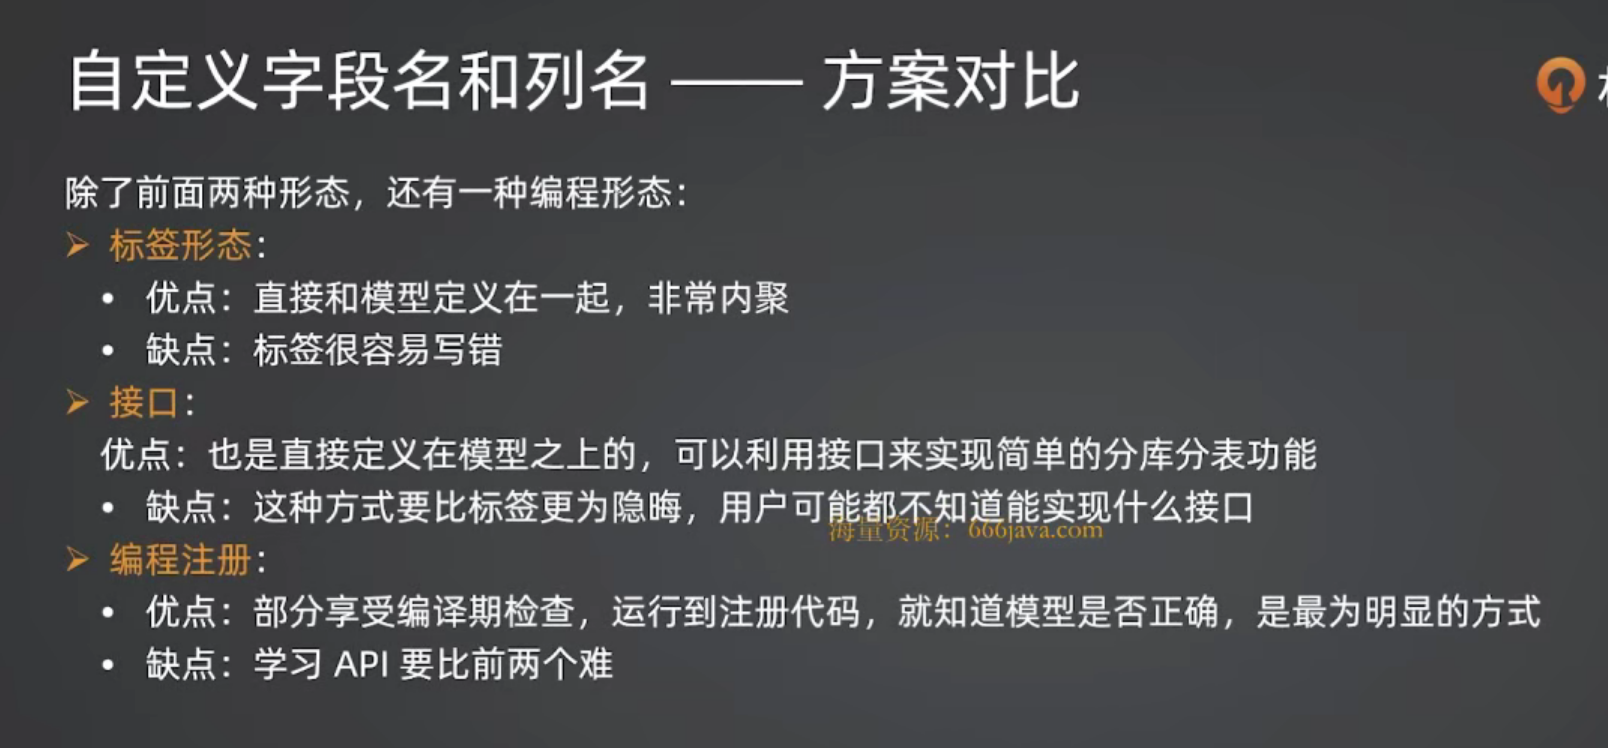 自定义字段名和列名 —— 方案对比
除了前面两种形态，还有一种编程形态：
➢ 标签形态：
• 优点：直接和模型定义在一起，非常内聚
• 缺点：标签很容易写错
➢ 接口：
优点：也是直接定义在模型之上的，可以利用接口来实现简单的分库分表功能
• 缺点：这种方式要比标签更为隐晦，用户可能都不知道能实现什么接口
海量资源：666java.com
➢ 编程注册：
• 优点：部分享受编译期检查，运行到注册代码，就知道模型是否正确，是最为明显的方式
• 缺点：学习 API 要比前两个难